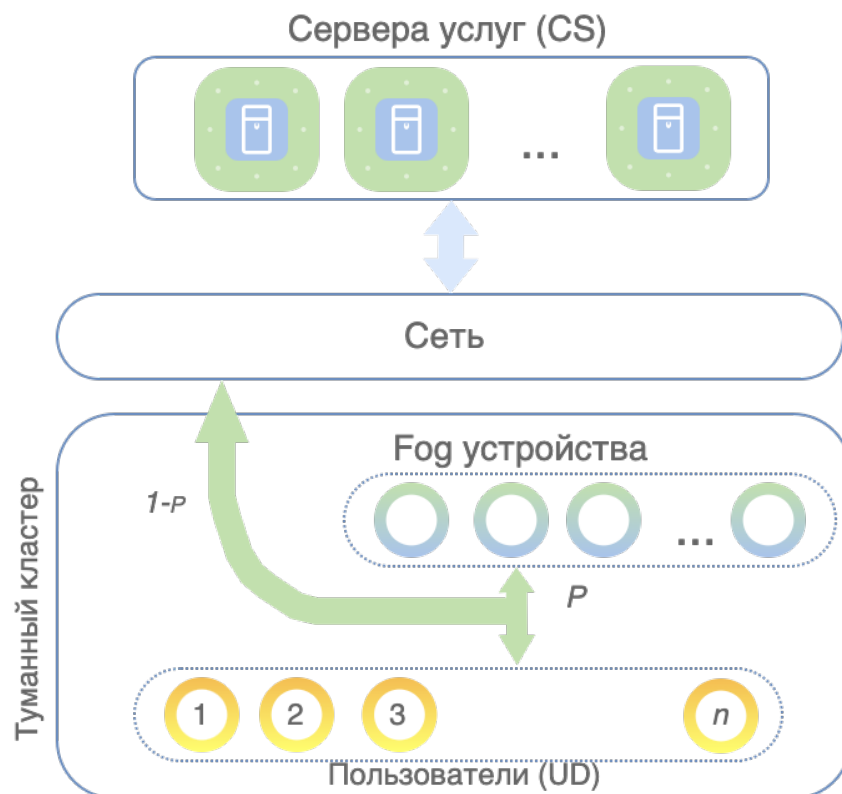 Сервера услуг (CS)
...
Сеть
Туманный кластер
Fog устройства
...
1-P
P
1 2 3 n
Пользователи (UD)